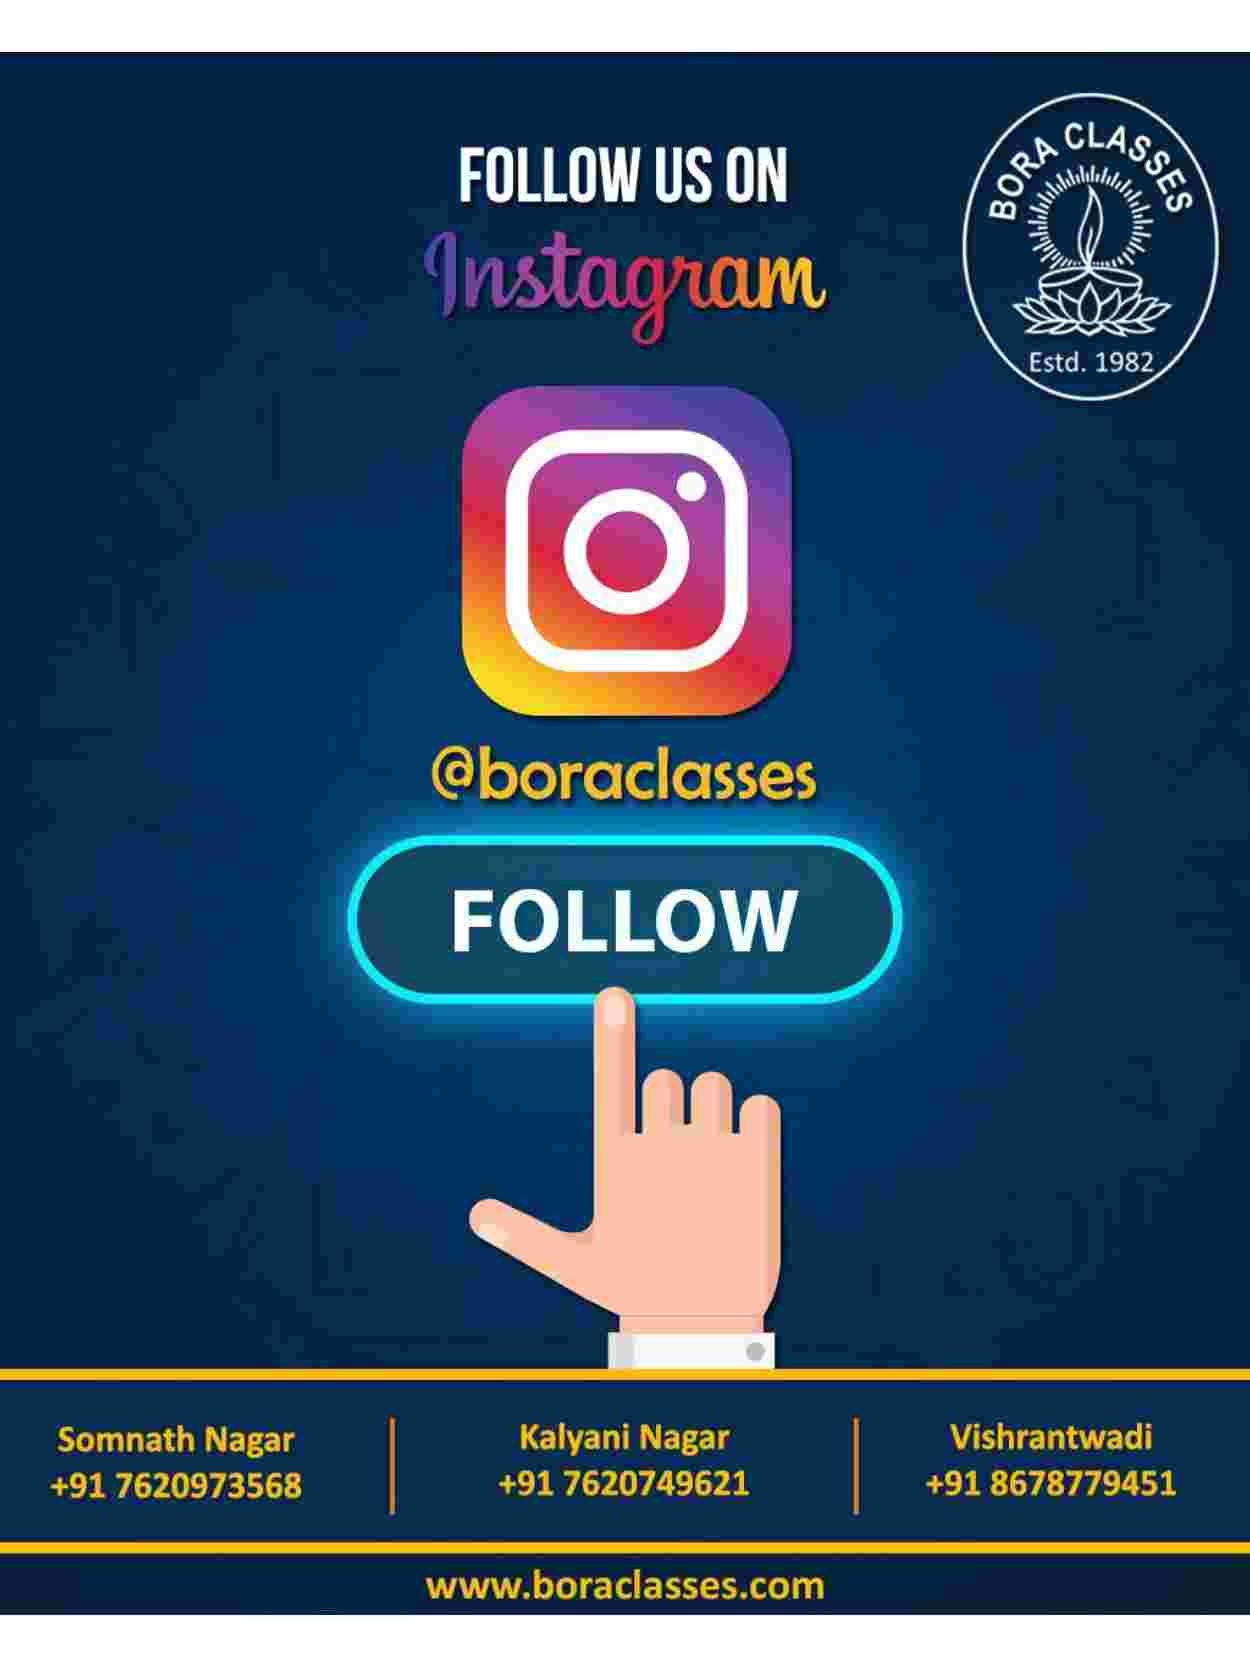 FOLLOW US ON
Instagram
BORA CLASSES
Estd. 1982
@boraclasses
FOLLOW
Somnath Nagar
+91 7620973568
Kalyani Nagar
+91 7620749621
Vishrantwadi
+91 8678779451
www.boraclasses.com